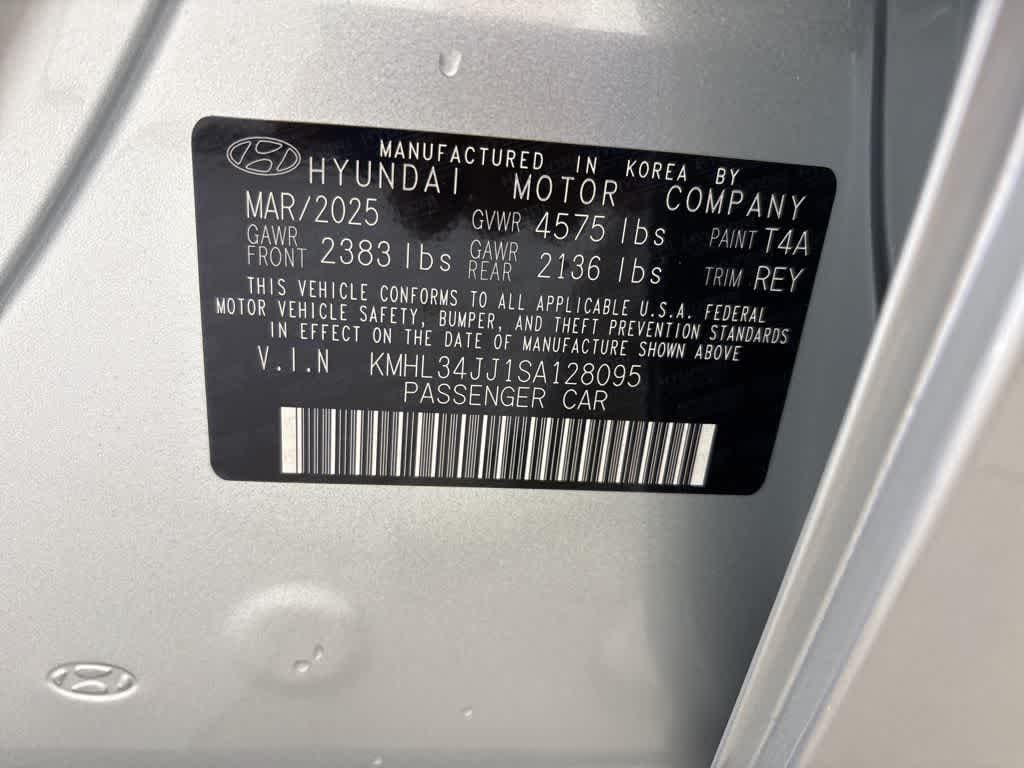 MANUFACTURED IN KOREA BY
HYUNDAI MOTOR COMPANY
MAR/2025 GVWR 4575 lbs PAINT T4A
GAWR FRONT 2383 lbs GAWR REAR 2136 lbs TRIM REY
THIS VEHICLE CONFORMS TO ALL APPLICABLE U.S.A. FEDERAL
MOTOR VEHICLE SAFETY, BUMPER, AND THEFT PREVENTION STANDARDS
IN EFFECT ON THE DATE OF MANUFACTURE SHOWN ABOVE
V.I.N KMHL34JJ1SA128095
PASSENGER CAR